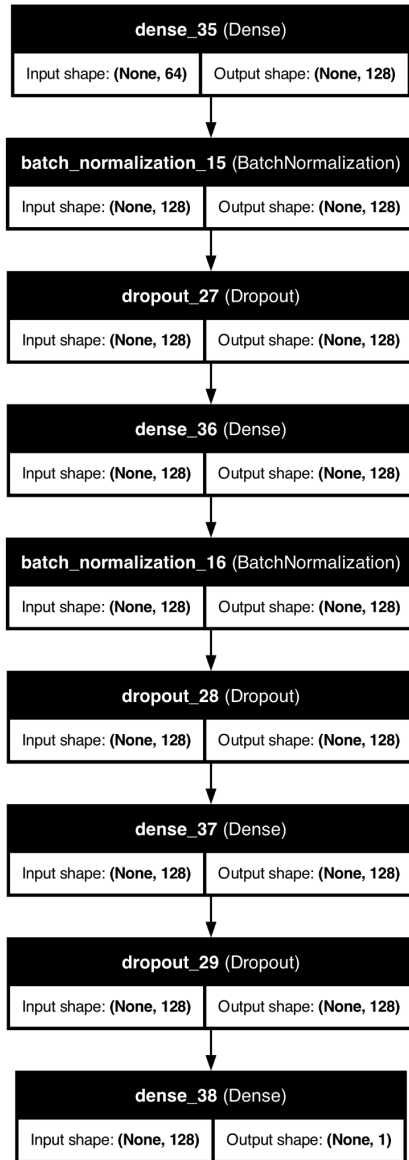 dense_35 (Dense)
Input shape: (None, 64) Output shape: (None, 128)
batch_normalization_15 (BatchNormalization)
Input shape: (None, 128) Output shape: (None, 128)
dropout_27 (Dropout)
Input shape: (None, 128) Output shape: (None, 128)
dense_36 (Dense)
Input shape: (None, 128) Output shape: (None, 128)
batch_normalization_16 (BatchNormalization)
Input shape: (None, 128) Output shape: (None, 128)
dropout_28 (Dropout)
Input shape: (None, 128) Output shape: (None, 128)
dense_37 (Dense)
Input shape: (None, 128) Output shape: (None, 128)
dropout_29 (Dropout)
Input shape: (None, 128) Output shape: (None, 128)
dense_38 (Dense)
Input shape: (None, 128) Output shape: (None, 1)